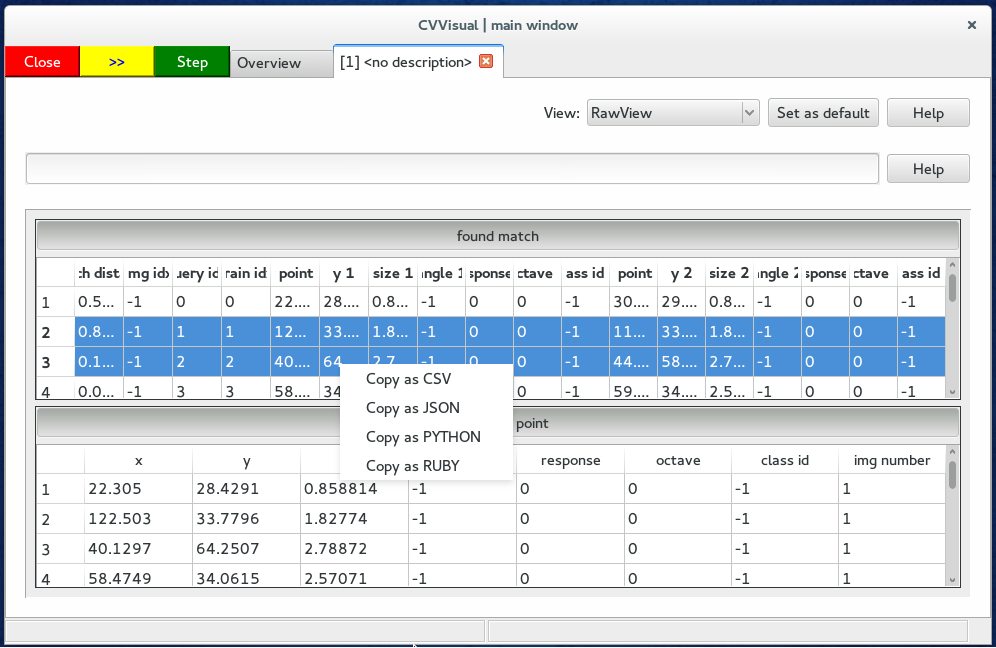 CVVisual | main window
Close >> Step Overview [1] <no description>
View: RawView Set as default Help
Help
found match
:h dist mg id uery id rain id point y 1 size 1 ngle 1 sponse ctave ass id point y 2 size 2 ngle 2 sponse ctave ass id
1 0.5... -1 0 0 22.... 28.... 0.8... -1 0 0 -1 30.... 29.... 0.8... -1 0 0 -1
2 0.8... -1 1 1 12... 33.... 1.8... -1 0 0 -1 11... 33.... 1.8... -1 0 0 -1
3 0.1... -1 2 2 40.... 64 2.7 -1 0 0 -1 44.... 58.... 2.7... -1 0 0 -1
4 0.0... -1 3 3 58.... 34 0 -1 59.... 34.... 2.5... -1 0 0 -1
Copy as CSV
Copy as JSON
Copy as PYTHON
Copy as RUBY
point
x y response octave class id img number
1 22.305 28.4291 0.858814 -1 0 0 -1 1
2 122.503 33.7796 1.82774 -1 0 0 -1 1
3 40.1297 64.2507 2.78872 -1 0 0 -1 1
4 58.4749 34.0615 2.57071 -1 0 0 -1 1